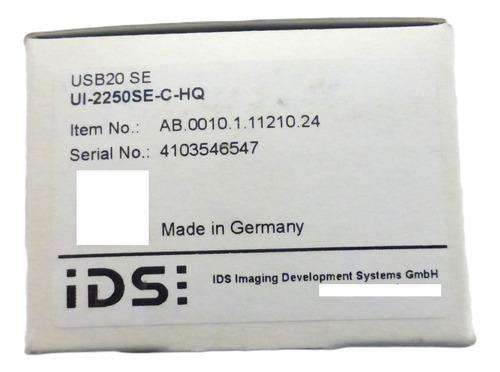 USB20 SE
UI-2250SE-C-HQ
Item No.: AB.0010.1.11210.24
Serial No.: 4103546547
Made in Germany
iDS:
IDS Imaging Development Systems GmbH